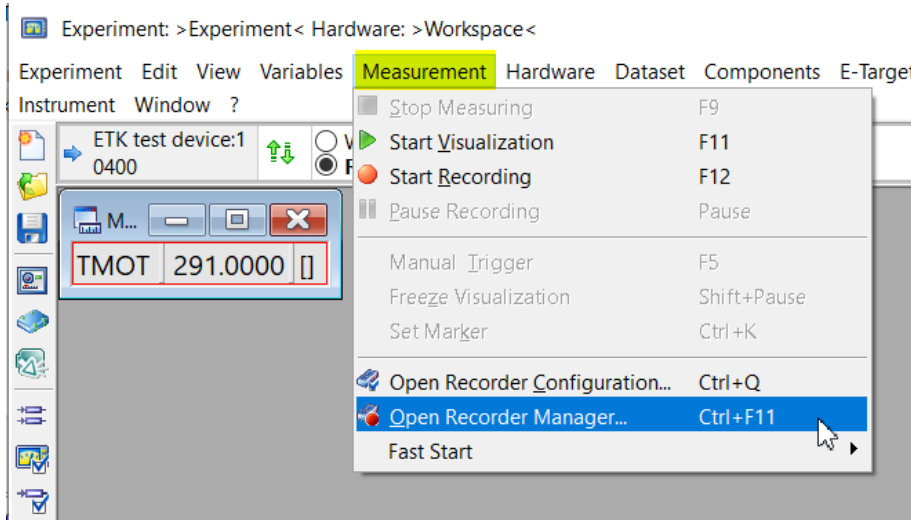 Experiment: >Experiment< Hardware: >Workspace<
Experiment Edit View Variables Measurement Hardware Dataset Components E-Target
Instrument Window ?
ETK test device:1
0400
Stop Measuring F9
Start Visualization F11
Start Recording F12
Pause Recording Pause
Manual Trigger F5
Freeze Visualization Shift+Pause
Set Marker Ctrl+K
Open Recorder Configuration... Ctrl+Q
Open Recorder Manager... Ctrl+F11
Fast Start
M...
TMOT 291.0000 []